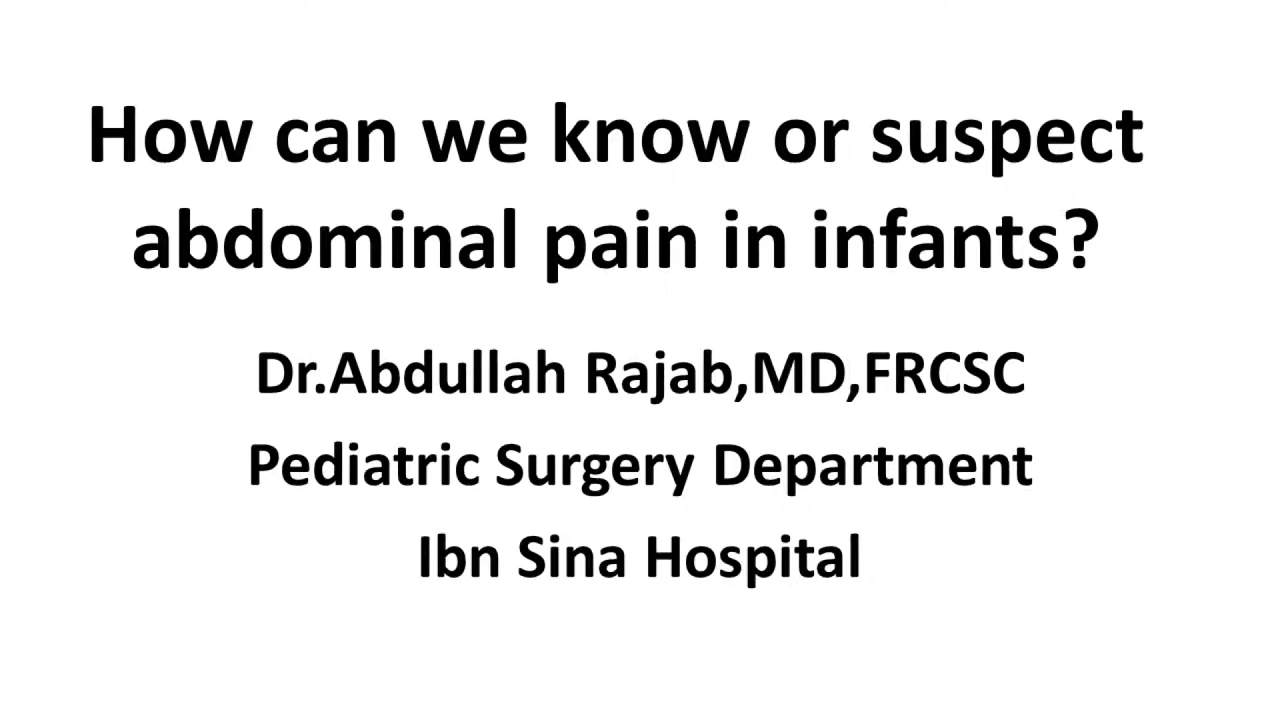 How can we know or suspect
abdominal pain in infants?
Dr.Abdullah Rajab,MD,FRCSC
Pediatric Surgery Department
Ibn Sina Hospital